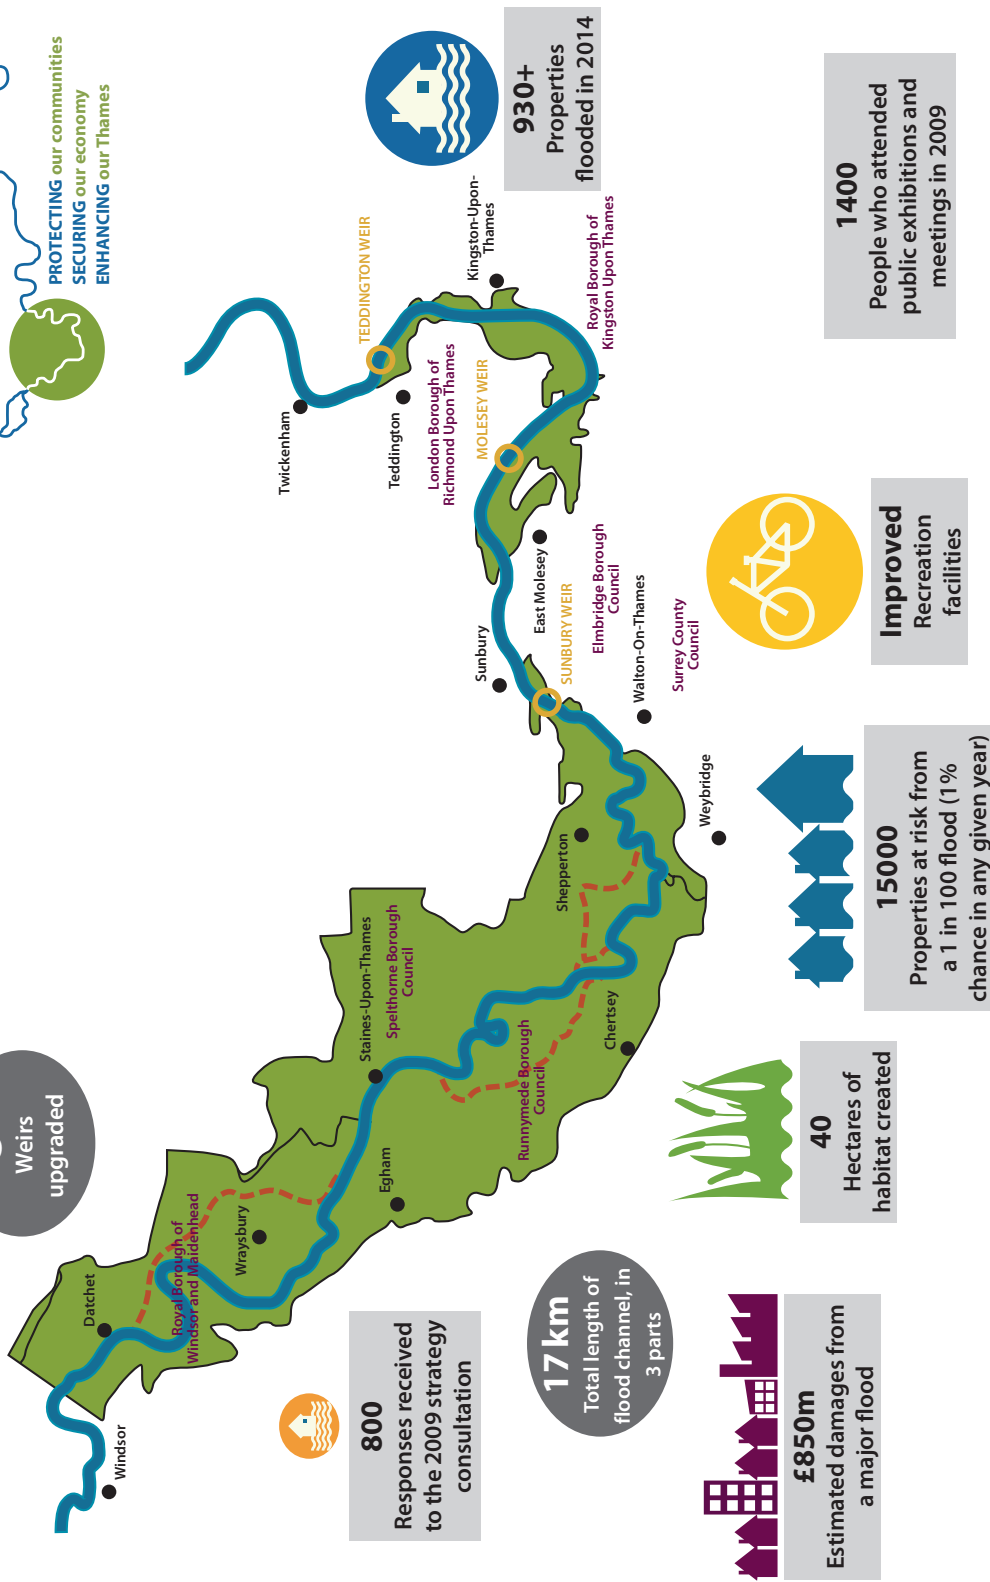 PROTECTING our communities
SECURING our economy
ENHANCING our Thames
Weirs
upgraded
Windsor
Datchet
Royal Borough of
Windsor and Maidenhead
Wraysbury
Egham
Staines-Upon-Thames
Spelthorne Borough
Council
Runnymede Borough
Council
Chertsey
Shepperton
Weybridge
Walton-On-Thames
Surrey County
Council
Sunbury
SUNBURY WEIR
East Molesey
Elmbridge Borough
Council
MOLESEY WEIR
London Borough of
Richmond Upon Thames
Teddington
Twickenham
TEDDINGTON WEIR
Kingston-Upon-
Thames
Royal Borough of
Kingston Upon Thames
930+
Properties
flooded in 2014
800
Responses received
to the 2009 strategy
consultation
17 km
Total length of
flood channel, in
3 parts
£850m
Estimated damages from
a major flood
40
Hectares of
habitat created
15000
Properties at risk from
a 1 in 100 flood (1%
chance in any given year)
Improved
Recreation
facilities
1400
People who attended
public exhibitions and
meetings in 2009